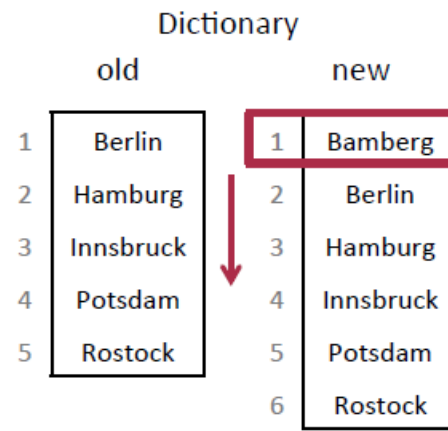 Dictionary
old new
1 Berlin 1 Bamberg
2 Hamburg 2 Berlin
3 Innsbruck 3 Hamburg
4 Potsdam 4 Innsbruck
5 Rostock 5 Potsdam
6 Rostock